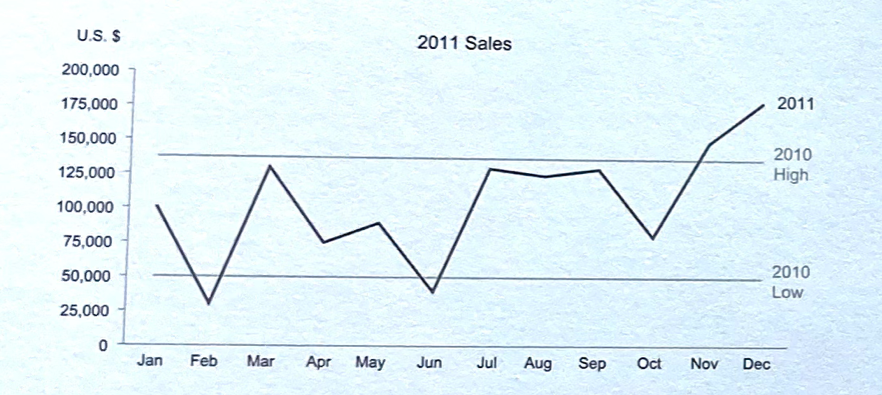 U.S. $
2011 Sales
200,000
175,000
2011
150,000
2010
High
125,000
100,000
75,000
50,000
2010
Low
25,000
0
Jan Feb Mar Apr May Jun Jul Aug Sep Oct Nov Dec